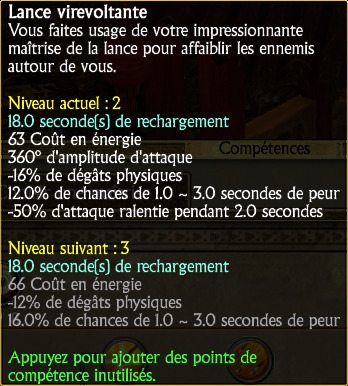 Lance virevoltante
Vous faites usage de votre impressionnante
maîtrise de la lance pour affaiblir les ennemis
autour de vous.
Niveau actuel : 2
18.0 seconde(s) de rechargement
63 Coût en énergie
360° d'amplitude d'attaque
Compétences
-16% de dégâts physiques
12.0% de chances de 1.0 ~ 3.0 secondes de peur
-50% d'attaque ralentie pendant 2.0 secondes
Niveau suivant : 3
18.0 seconde(s) de rechargement
66 Coût en énergie
-12% de dégâts physiques
16.0% de chances de 1.0 ~ 3.0 secondes de peur
Appuyez pour ajouter des points de
compétence inutilisés.